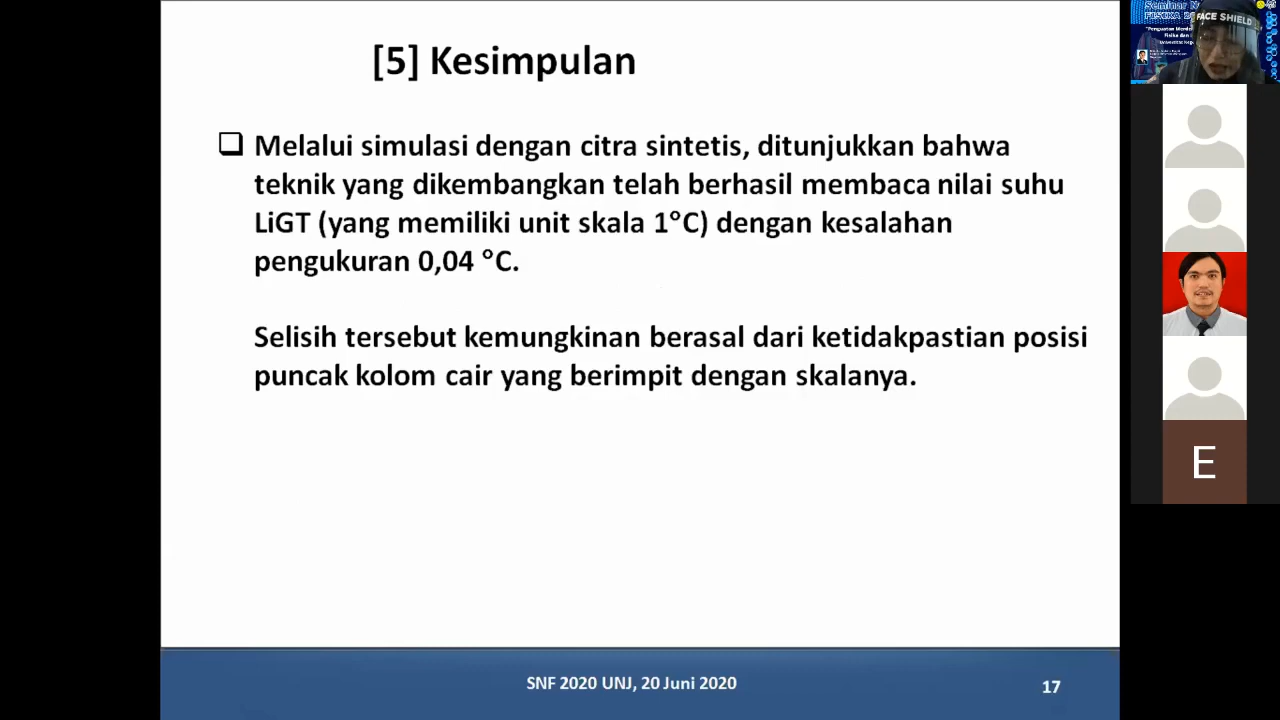 [5] Kesimpulan
❑ Melalui simulasi dengan citra sintetis, ditunjukkan bahwa
teknik yang dikembangkan telah berhasil membaca nilai suhu
LiGT (yang memiliki unit skala 1°C) dengan kesalahan
pengukuran 0,04 °C.
Selisih tersebut kemungkinan berasal dari ketidakpastian posisi
puncak kolom cair yang berimpit dengan skalanya.
SNF 2020 UNJ, 20 Juni 2020
17
FACE SHIELD
E